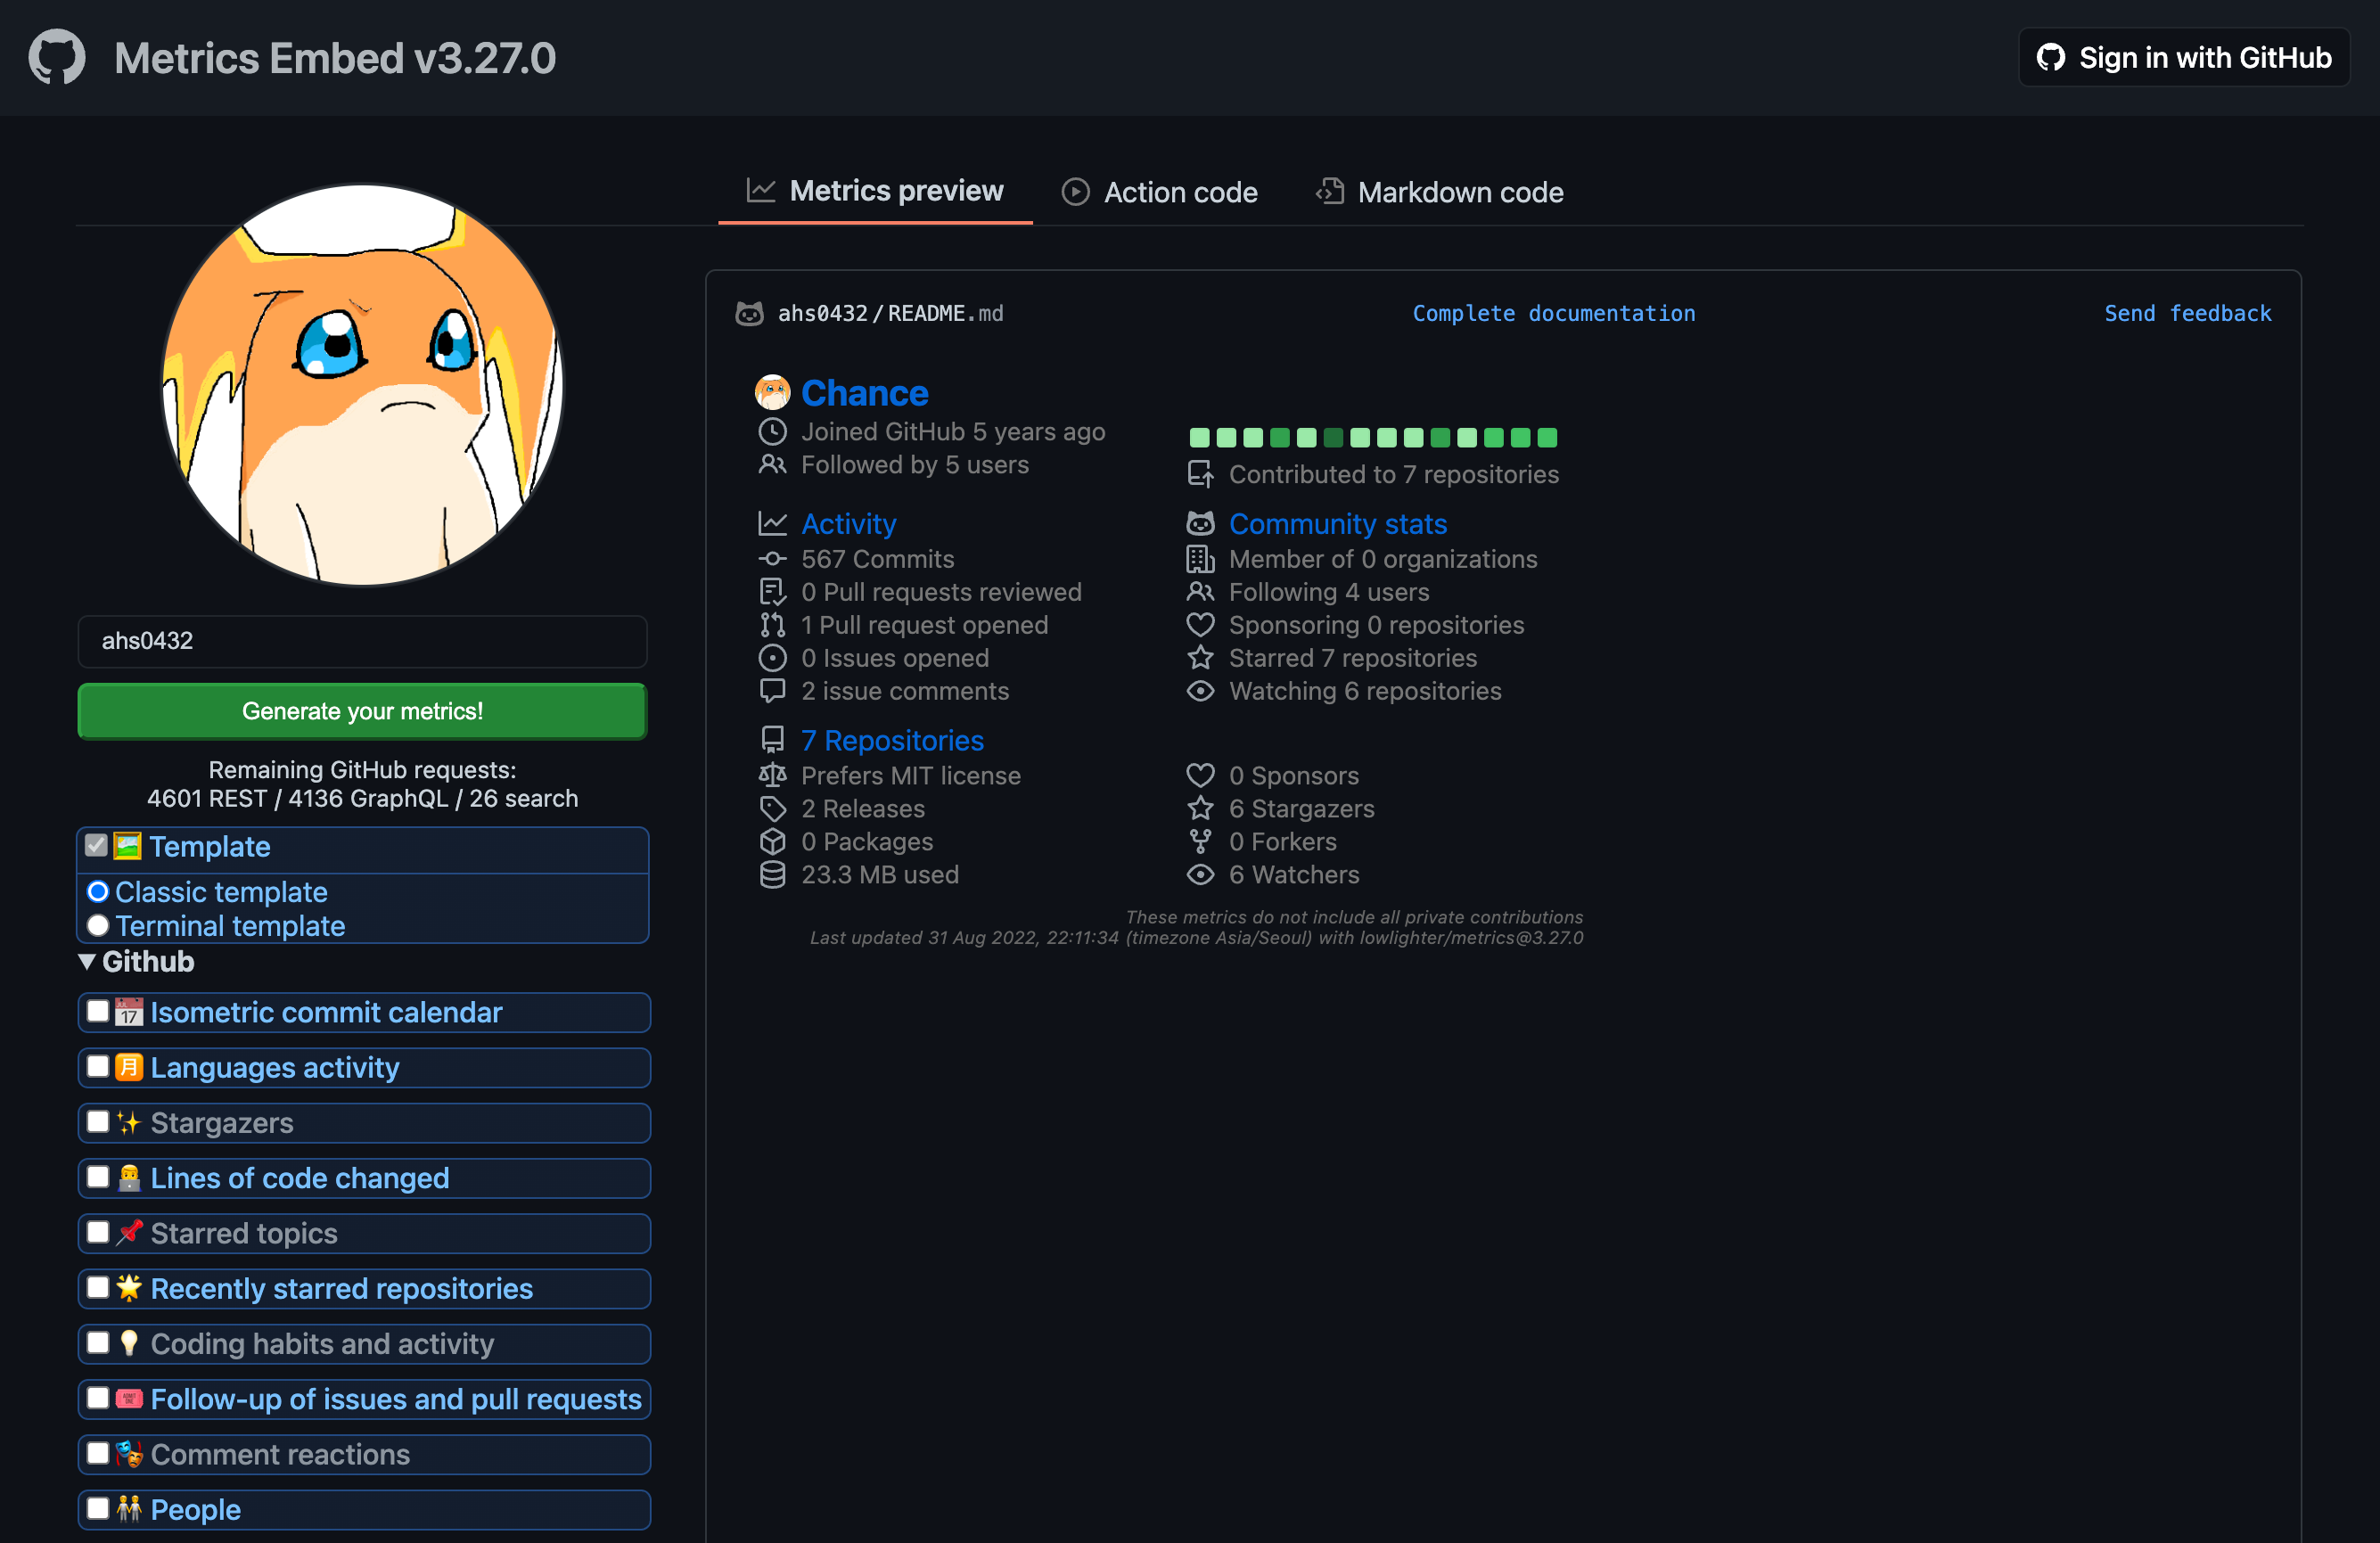 Metrics Embed v3.27.0
Sign in with GitHub
Metrics preview
Action code
Markdown code
ahs0432
Generate your metrics!
Remaining GitHub requests:
4601 REST / 4136 GraphQL / 26 search
Template
Classic template
Terminal template
Github
Isometric commit calendar
Languages activity
Stargazers
Lines of code changed
Starred topics
Recently starred repositories
Coding habits and activity
Follow-up of issues and pull requests
Comment reactions
People
ahs0432/README.md
Complete documentation
Send feedback
Chance
Joined GitHub 5 years ago
Followed by 5 users
Contributed to 7 repositories
Activity
567 Commits
0 Pull requests reviewed
1 Pull request opened
0 Issues opened
2 issue comments
Community stats
Member of 0 organizations
Following 4 users
Sponsoring 0 repositories
Starred 7 repositories
Watching 6 repositories
7 Repositories
Prefers MIT license
2 Releases
0 Packages
23.3 MB used
0 Sponsors
6 Stargazers
0 Forkers
6 Watchers
These metrics do not include all private contributions
Last updated 31 Aug 2022, 22:11:34 (timezone Asia/Seoul) with lowlighter/metrics@3.27.0